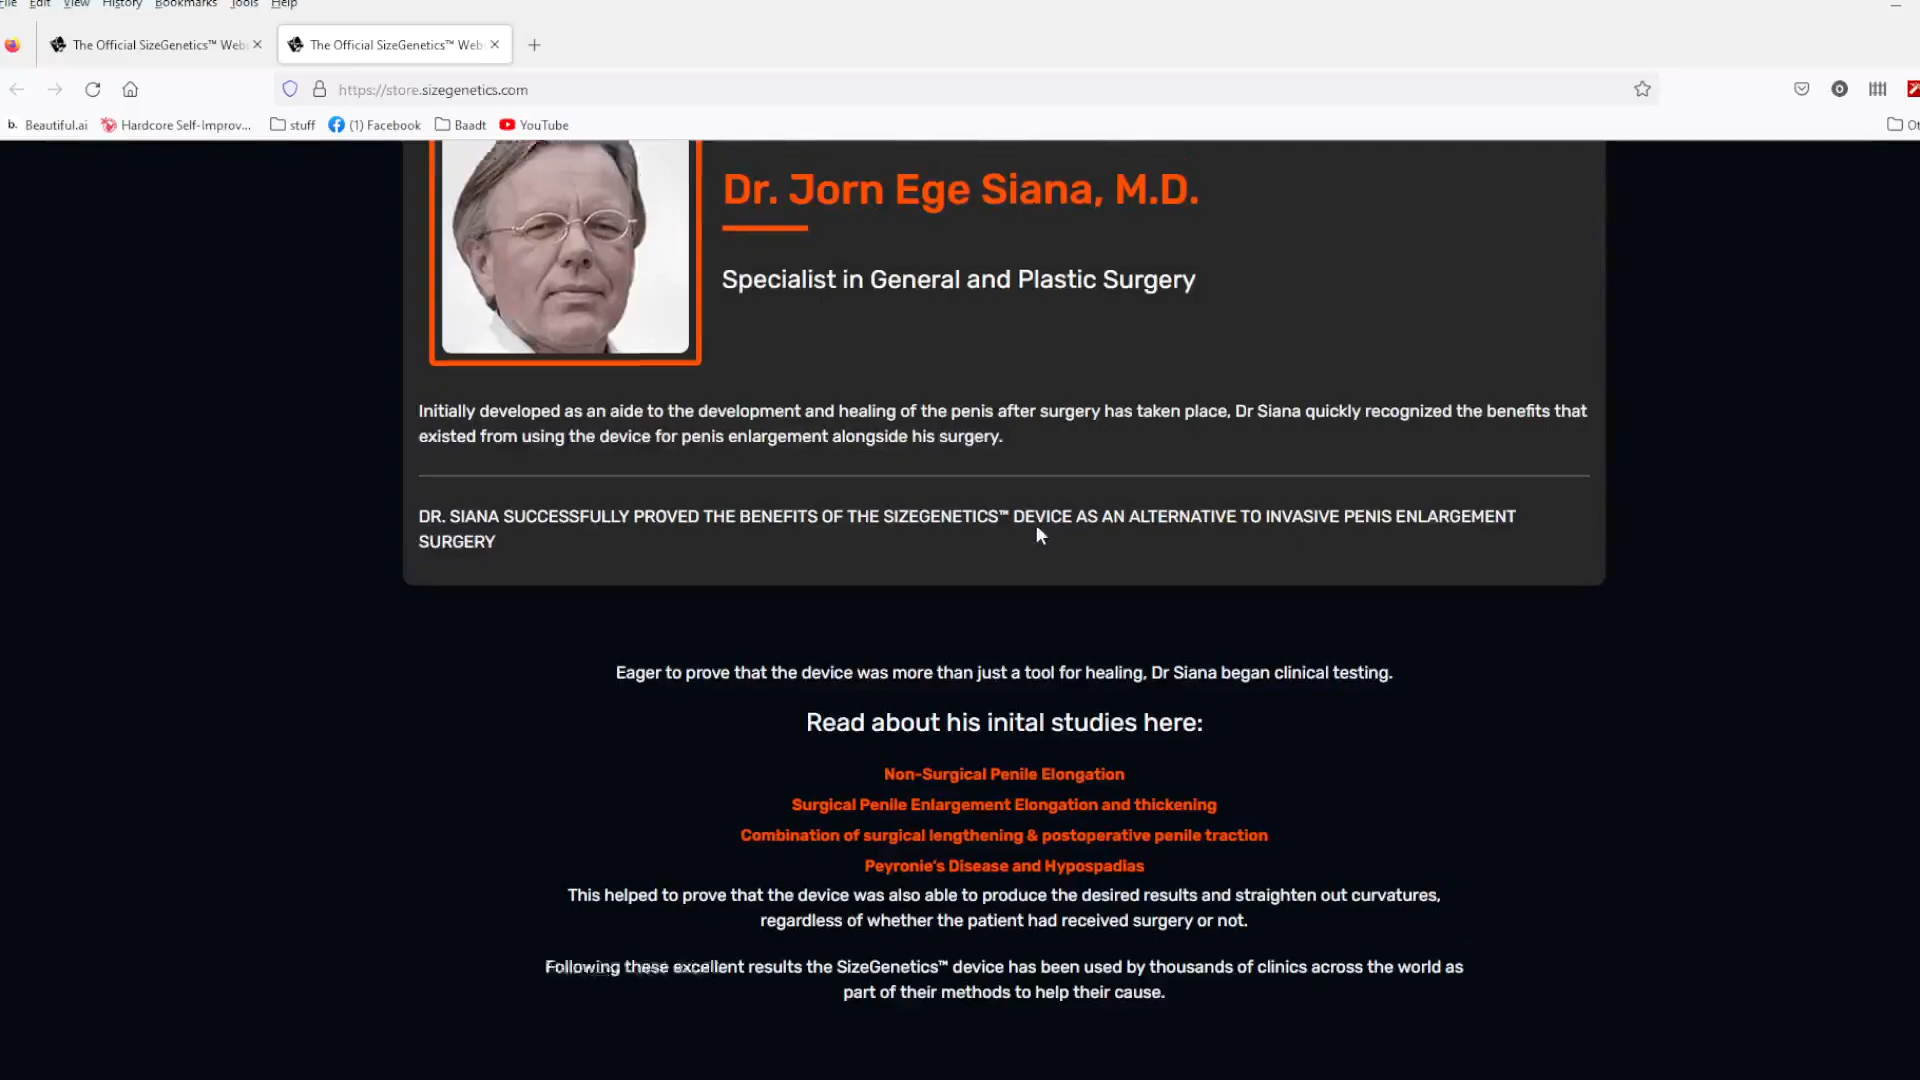 File Edit View History Bookmarks Tools Help
The Official SizeGenetics™ Web
The Official SizeGenetics™ Web
https://store.sizegenetics.com
b. Beautiful.ai Hardcore Self-Improv... stuff (1) Facebook Baadt YouTube Ot
Dr. Jorn Ege Siana, M.D.
Specialist in General and Plastic Surgery
Initially developed as an aide to the development and healing of the penis after surgery has taken place, Dr Siana quickly recognized the benefits that
existed from using the device for penis enlargement alongside his surgery.
DR. SIANA SUCCESSFULLY PROVED THE BENEFITS OF THE SIZEGENETICS™ DEVICE AS AN ALTERNATIVE TO INVASIVE PENIS ENLARGEMENT
SURGERY
Eager to prove that the device was more than just a tool for healing, Dr Siana began clinical testing.
Read about his inital studies here:
Non-Surgical Penile Elongation
Surgical Penile Enlargement Elongation and thickening
Combination of surgical lengthening & postoperative penile traction
Peyronie's Disease and Hypospadias
This helped to prove that the device was also able to produce the desired results and straighten out curvatures,
regardless of whether the patient had received surgery or not.
Following these excellent results the SizeGenetics™ device has been used by thousands of clinics across the world as
part of their methods to help their cause.